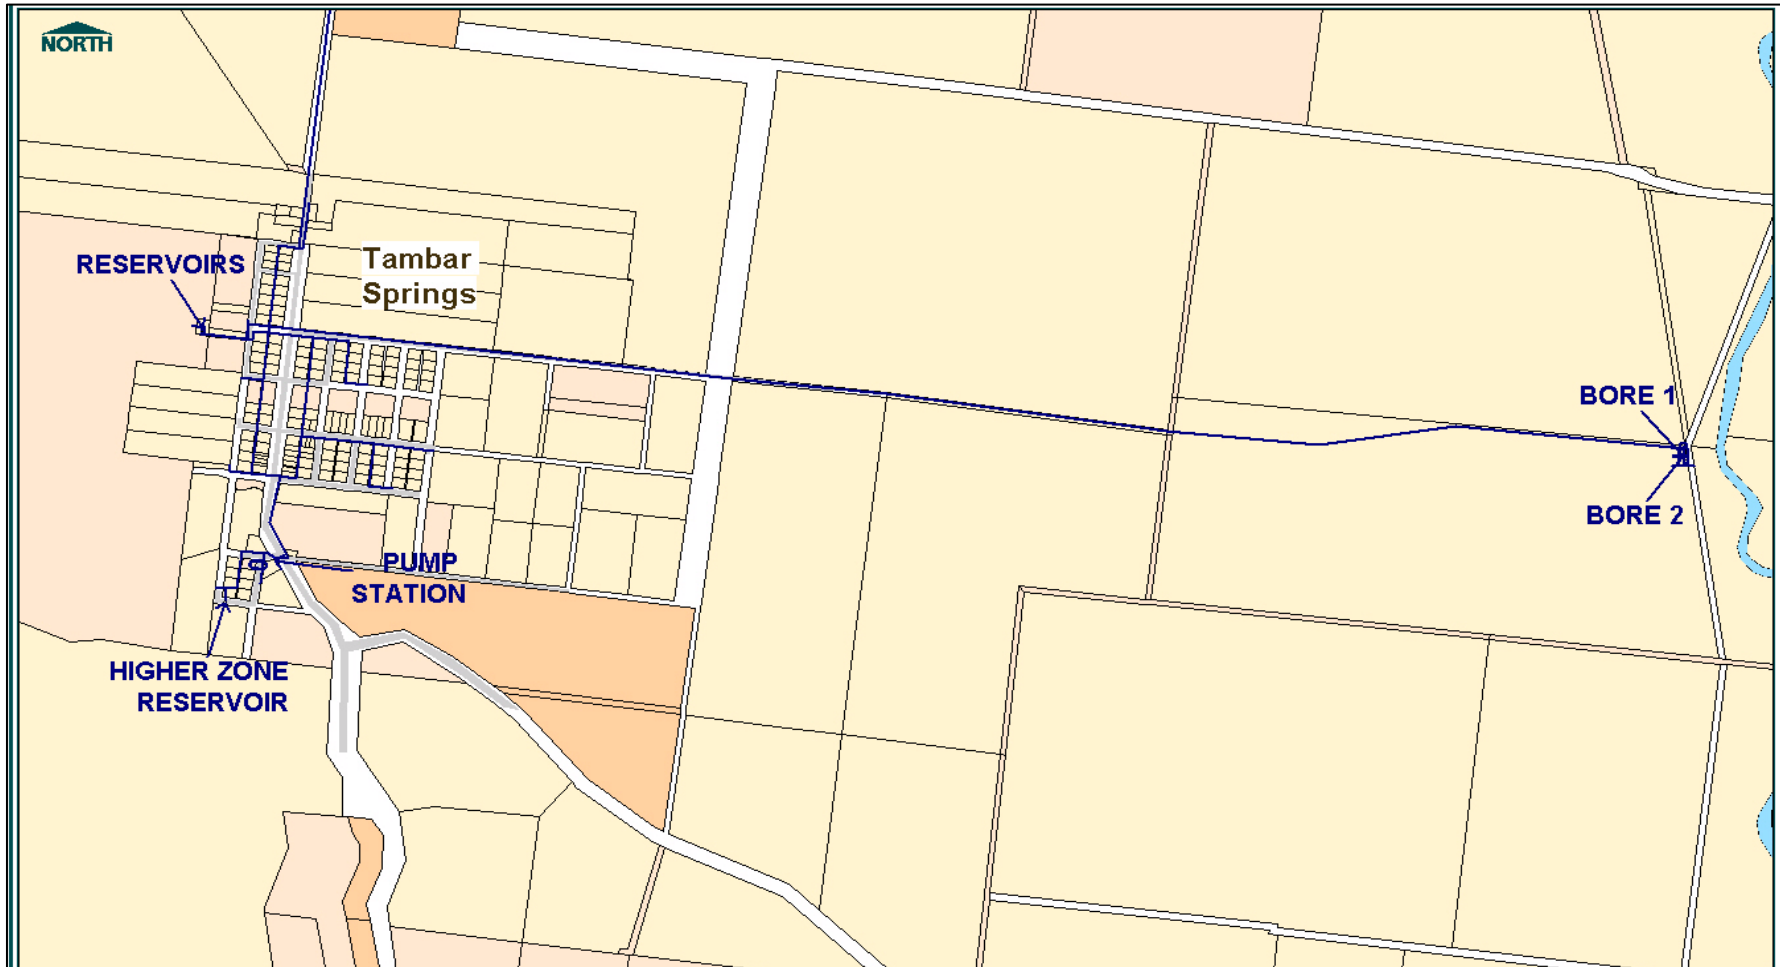 NORTH
RESERVOIRS
Tambar
Springs
BORE 1
BORE 2
PUMP
STATION
HIGHER ZONE
RESERVOIR